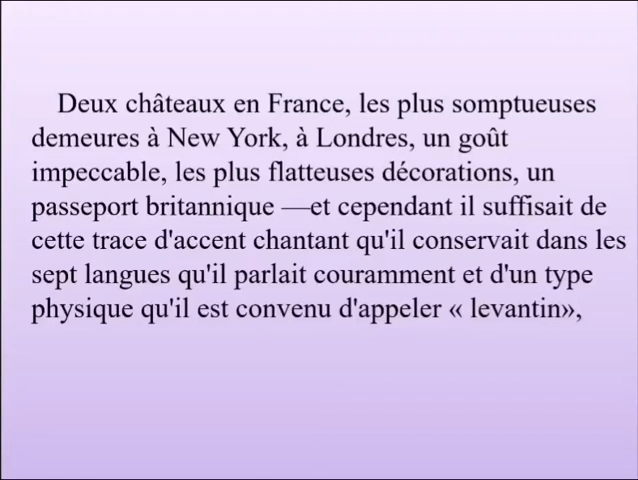 Deux châteaux en France, les plus somptueuses
demeures à New York, à Londres, un goût
impeccable, les plus flatteuses décorations, un
passeport britannique —et cependant il suffisait de
cette trace d'accent chantant qu'il conservait dans les
sept langues qu'il parlait couramment et d'un type
physique qu'il est convenu d'appeler « levantin»,